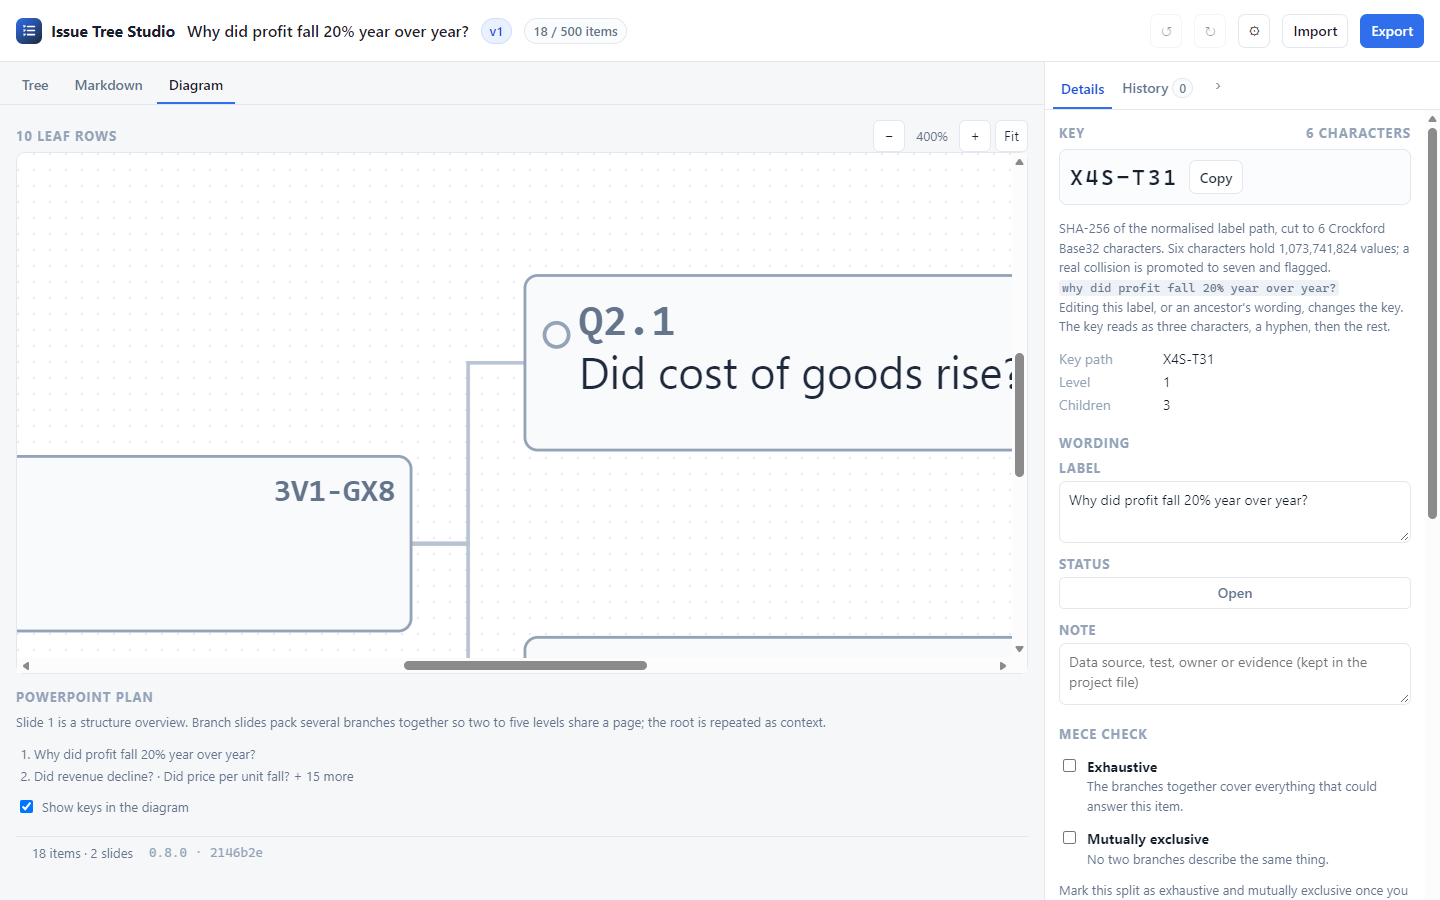 Issue Tree Studio Why did profit fall 20% year over year? v1 18 / 500 items Import Export
Tree Markdown Diagram
10 LEAF ROWS − 400% + Fit
Q2.1
Did cost of goods rise?
3V1-GX8
POWERPOINT PLAN
Slide 1 is a structure overview. Branch slides pack several branches together so two to five levels share a page; the root is repeated as context.
1. Why did profit fall 20% year over year?
2. Did revenue decline? · Did price per unit fall? + 15 more
Show keys in the diagram
18 items · 2 slides 0.8.0 · 2146b2e
Details History 0 ›
KEY 6 CHARACTERS
X4S-T31 Copy
SHA-256 of the normalised label path, cut to 6 Crockford
Base32 characters. Six characters hold 1,073,741,824 values; a
real collision is promoted to seven and flagged.
why did profit fall 20% year over year?
Editing this label, or an ancestor's wording, changes the key.
The key reads as three characters, a hyphen, then the rest.
Key path X4S-T31
Level 1
Children 3
WORDING
LABEL
Why did profit fall 20% year over year?
STATUS
Open
NOTE
Data source, test, owner or evidence (kept in the
project file)
MECE CHECK
Exhaustive
The branches together cover everything that could
answer this item.
Mutually exclusive
No two branches describe the same thing.
Mark this split as exhaustive and mutually exclusive once you